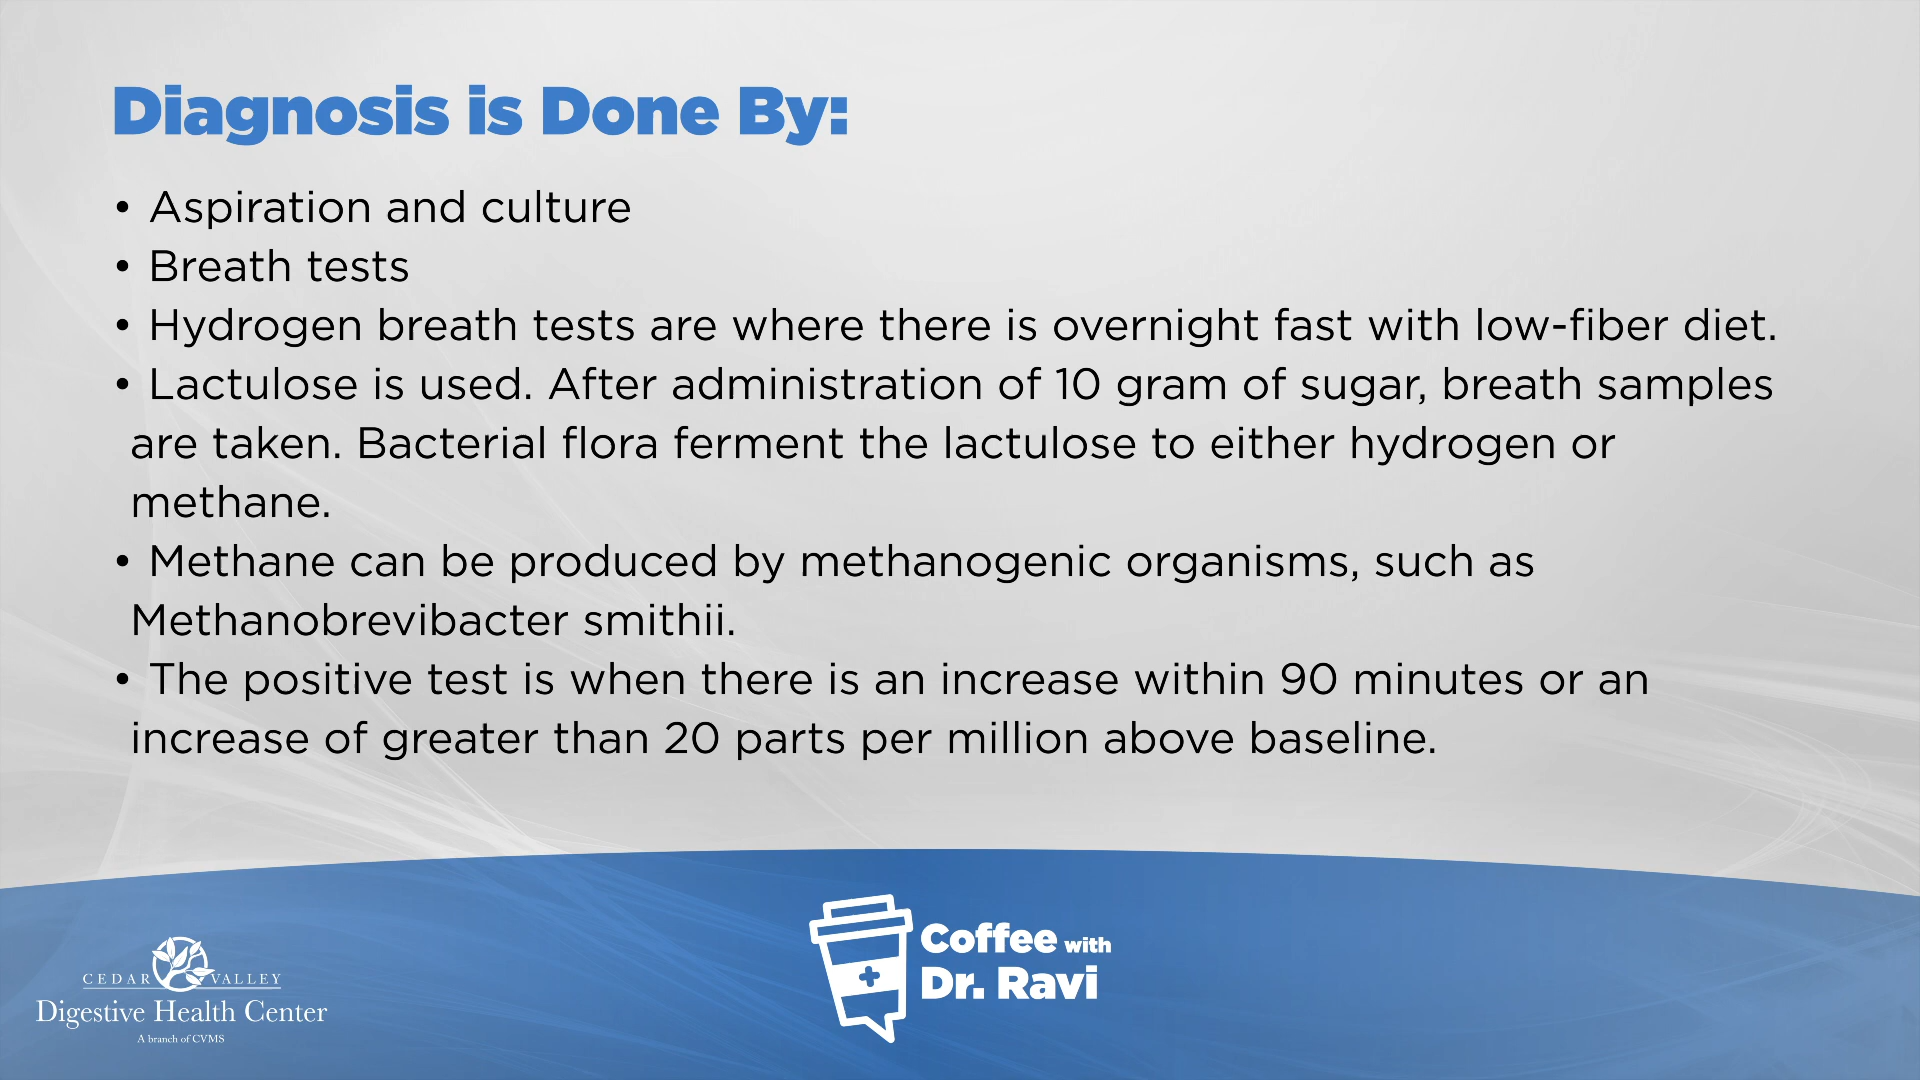 Diagnosis is Done By:
• Aspiration and culture
• Breath tests
• Hydrogen breath tests are where there is overnight fast with low-fiber diet.
• Lactulose is used. After administration of 10 gram of sugar, breath samples
are taken. Bacterial flora ferment the lactulose to either hydrogen or
methane.
• Methane can be produced by methanogenic organisms, such as
Methanobrevibacter smithii.
• The positive test is when there is an increase within 90 minutes or an
increase of greater than 20 parts per million above baseline.
Coffee with
Dr. Ravi
CEDAR VALLEY
Digestive Health Center
A branch of CVMS